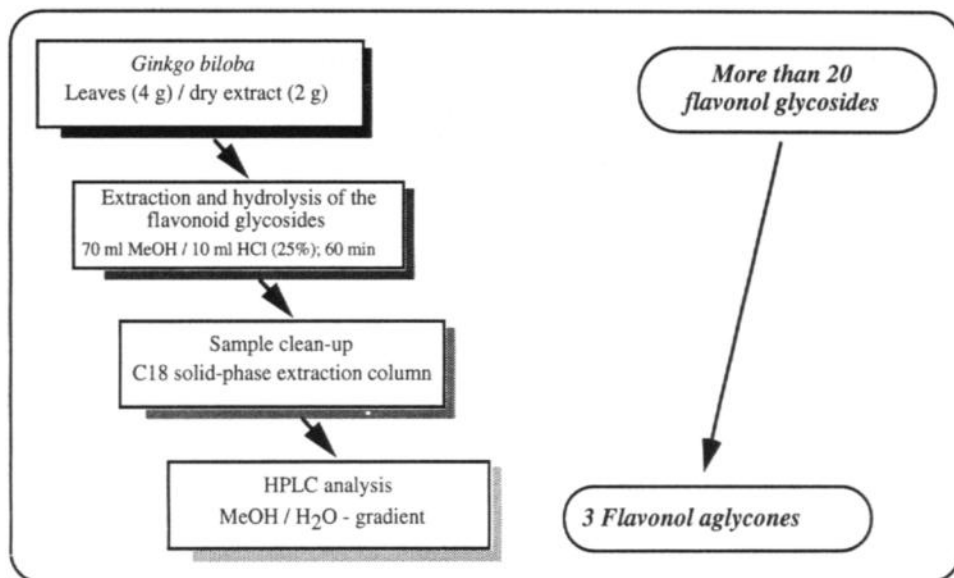 Ginkgo biloba
Leaves (4 g) / dry extract (2 g)
Extraction and hydrolysis of the
flavonoid glycosides
70 ml MeOH / 10 ml HCl (25%); 60 min
Sample clean-up
C18 solid-phase extraction column
HPLC analysis
MeOH / H₂O - gradient
More than 20
flavonol glycosides
3 Flavonol aglycones